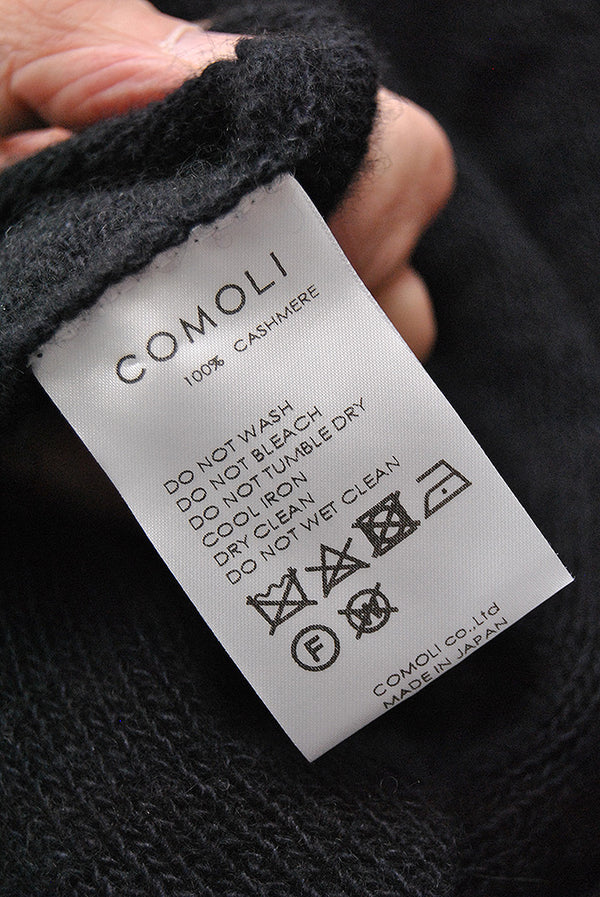 COMOLI
100% CASHMERE
DO NOT WASH
DO NOT BLEACH
DO NOT TUMBLE DRY
COOL IRON
DRY CLEAN
DO NOT WET CLEAN
F W
COMOLI co.,Ltd
MADE IN JAPAN